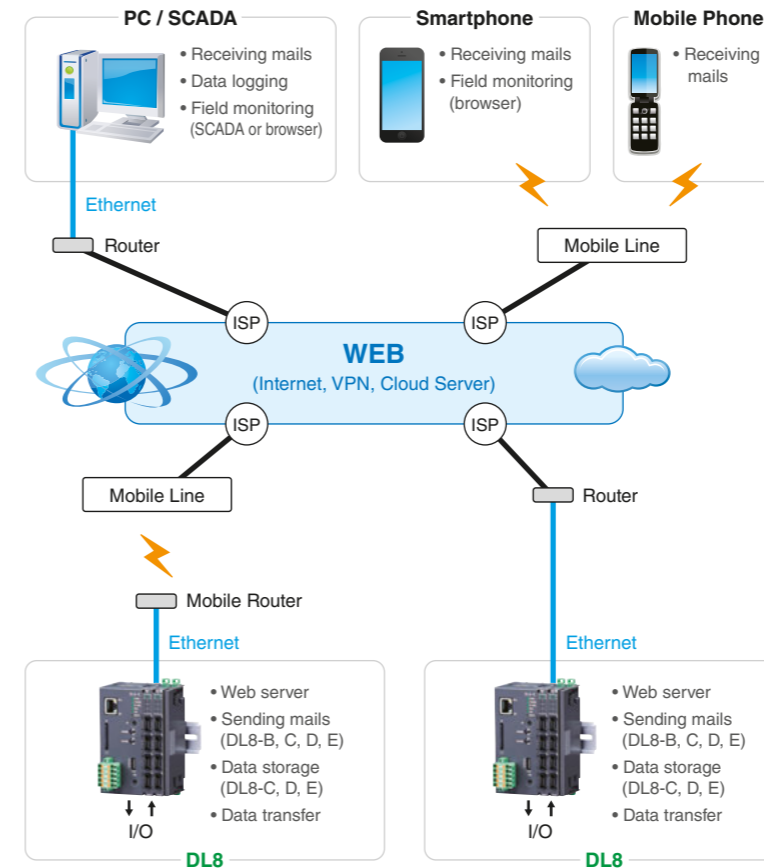 PC / SCADA
• Receiving mails
• Data logging
• Field monitoring
(SCADA or browser)
Smartphone
• Receiving mails
• Field monitoring
(browser)
Mobile Phone
• Receiving
mails
Ethernet
Router
Mobile Line
ISP
ISP
WEB
(Internet, VPN, Cloud Server)
ISP
ISP
Mobile Line
Router
Mobile Router
Ethernet
Ethernet
• Web server
• Sending mails
(DL8-B, C, D, E)
• Data storage
(DL8-C, D, E)
• Data transfer
I/O
DL8
• Web server
• Sending mails
(DL8-B, C, D, E)
• Data storage
(DL8-C, D, E)
• Data transfer
I/O
DL8